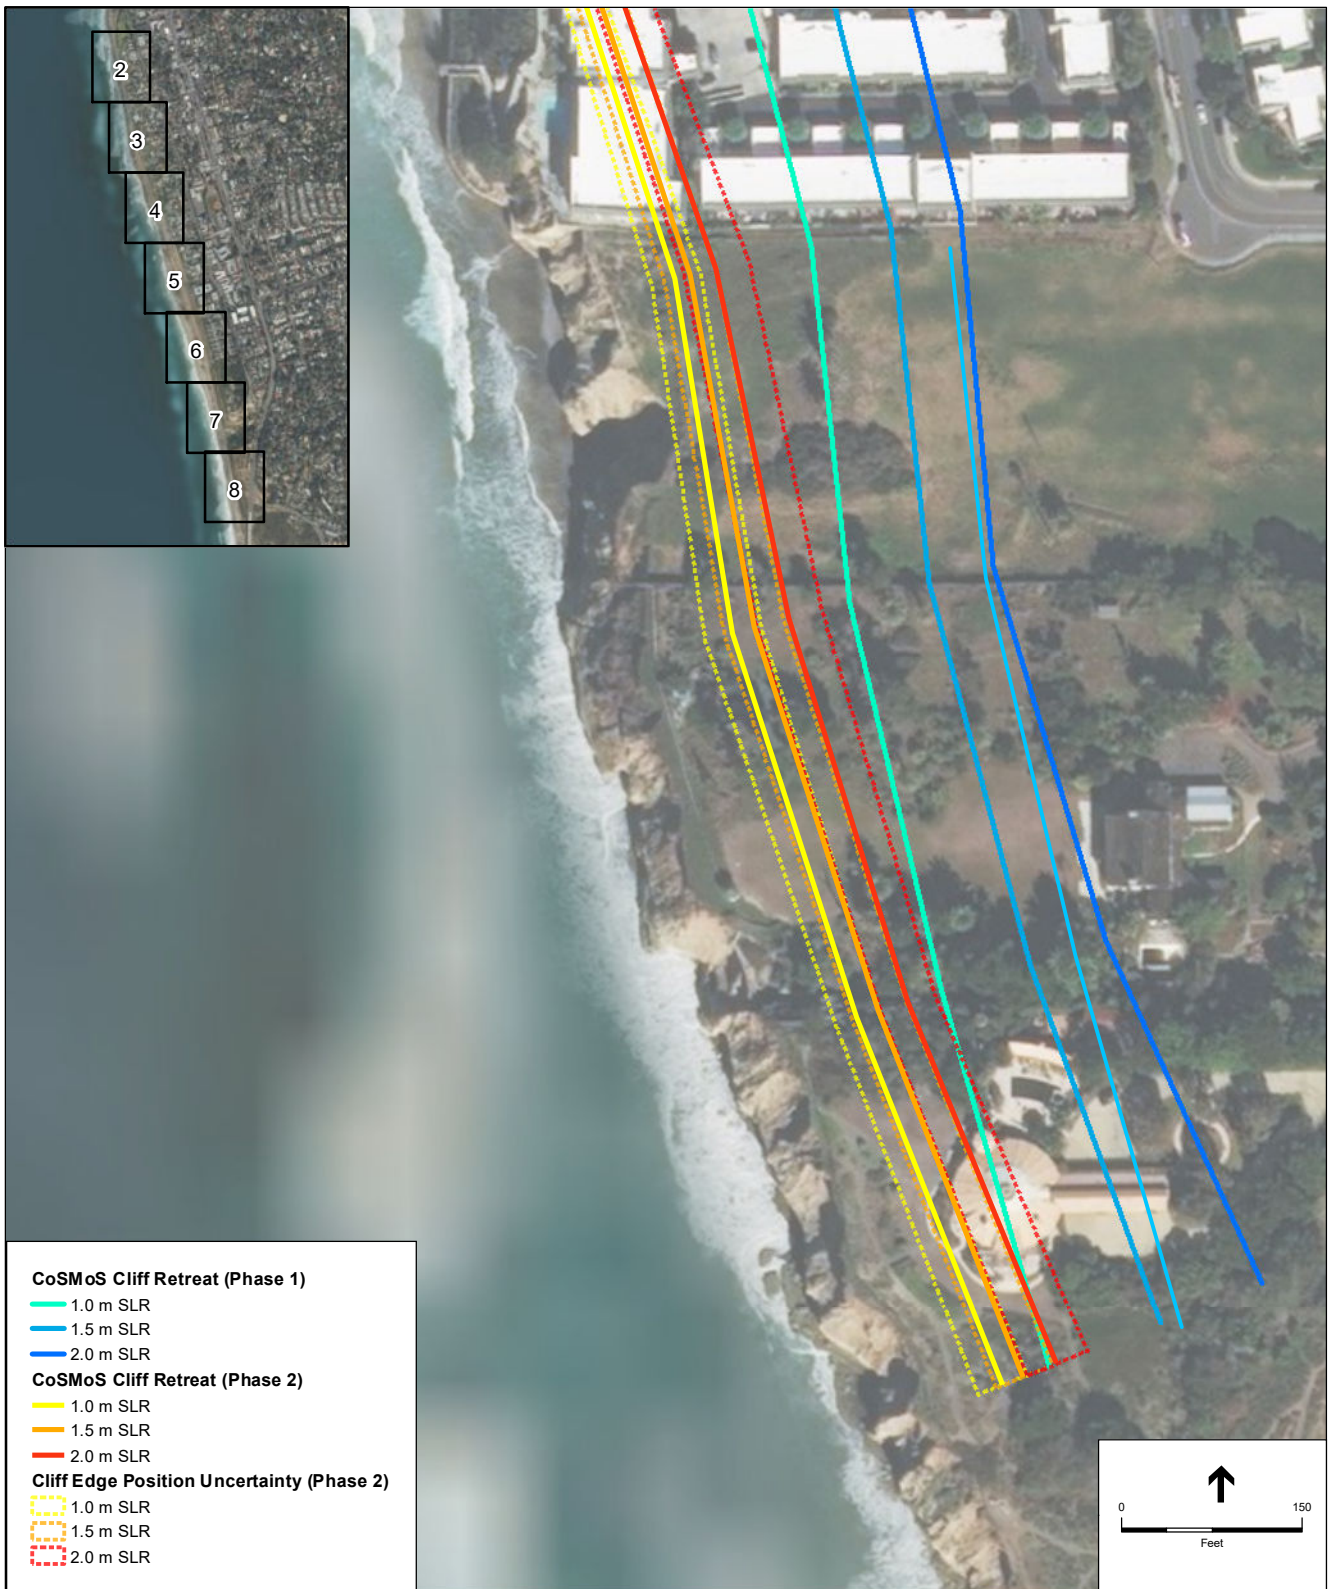 2
3
4
5
6
7
8
CoSMoS Cliff Retreat (Phase 1)
1.0 m SLR
1.5 m SLR
2.0 m SLR
CoSMoS Cliff Retreat (Phase 2)
1.0 m SLR
1.5 m SLR
2.0 m SLR
Cliff Edge Position Uncertainty (Phase 2)
1.0 m SLR
1.5 m SLR
2.0 m SLR
0 150
Feet